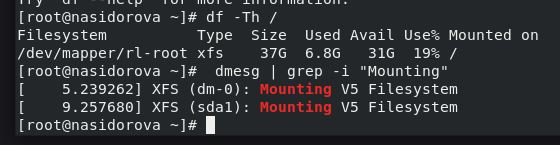 Try 'df --help' for more information.
[root@nasidorova ~]# df -Th /
Filesystem           Type  Size  Used Avail Use% Mounted on
/dev/mapper/rl-root xfs    37G  6.8G   31G  19% /
[root@nasidorova ~]#  dmesg | grep -i "Mounting"
[    5.239262] XFS (dm-0): Mounting V5 Filesystem
[    9.257680] XFS (sda1): Mounting V5 Filesystem
[root@nasidorova ~]#